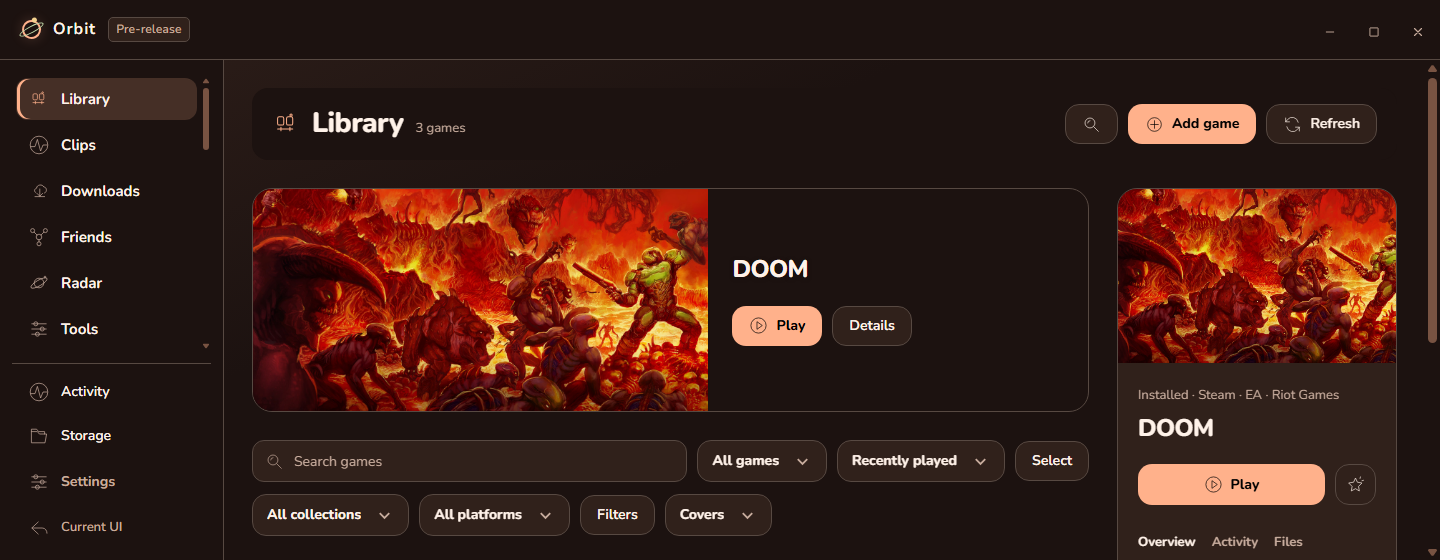 Orbit Pre-release
Library
Clips
Downloads
Friends
Radar
Tools
Activity
Storage
Settings
Current UI
Library 3 games
Add game
Refresh
DOOM
Play
Details
Search games
All games
Recently played
Select
All collections
All platforms
Filters
Covers
Installed · Steam · EA · Riot Games
DOOM
Play
Overview Activity Files